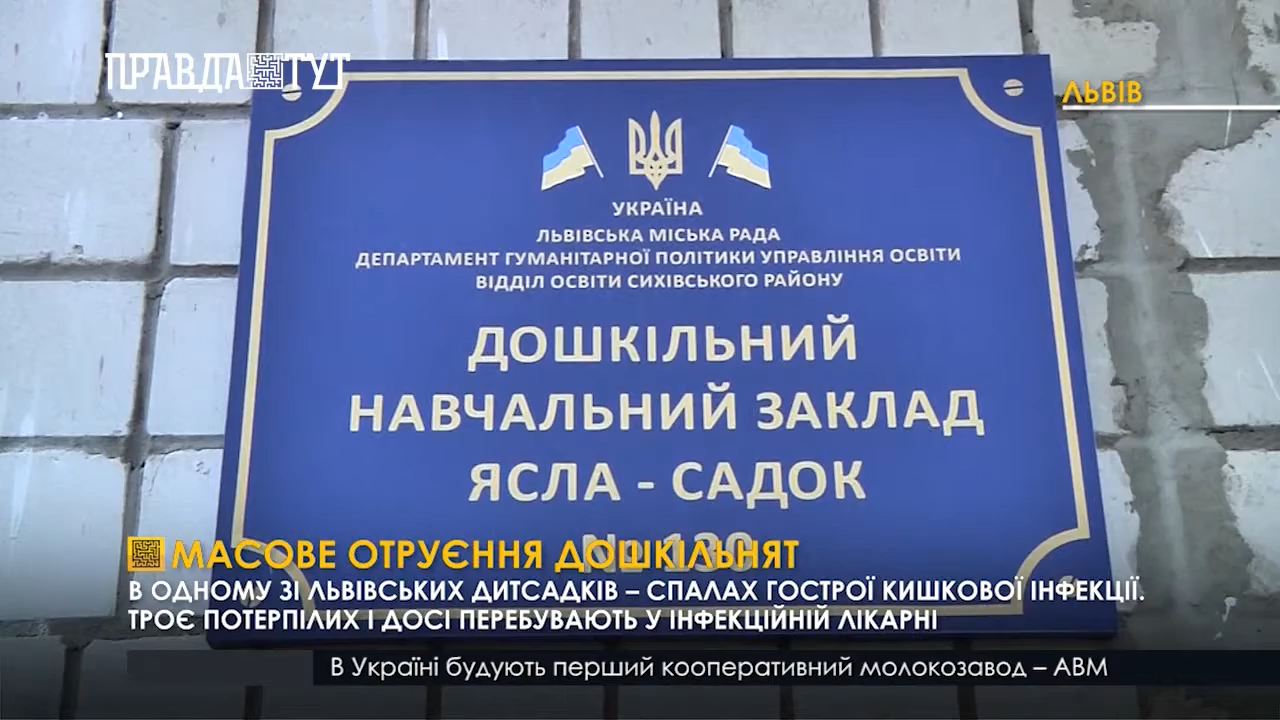 ПРАВДА ТУТ
ЛЬВІВ
УКРАЇНА
ЛЬВІВСЬКА МІСЬКА РАДА
ДЕПАРТАМЕНТ ГУМАНІТАРНОЇ ПОЛІТИКИ УПРАВЛІННЯ ОСВІТИ
ВІДДІЛ ОСВІТИ СИХІВСЬКОГО РАЙОНУ
ДОШКІЛЬНИЙ
НАВЧАЛЬНИЙ ЗАКЛАД
ЯСЛА - САДОК
МАСОВЕ ОТРУЄННЯ ДОШКІЛЬНЯТ
В ОДНОМУ ЗІ ЛЬВІВСЬКИХ ДИТСАДКІВ – СПАЛАХ ГОСТРОЇ КИШКОВОЇ ІНФЕКЦІЇ.
ТРОЄ ПОТЕРПІЛИХ І ДОСІ ПЕРЕБУВАЮТЬ У ІНФЕКЦІЙНІЙ ЛІКАРНІ
В Україні будують перший кооперативний молокозавод – АВМ